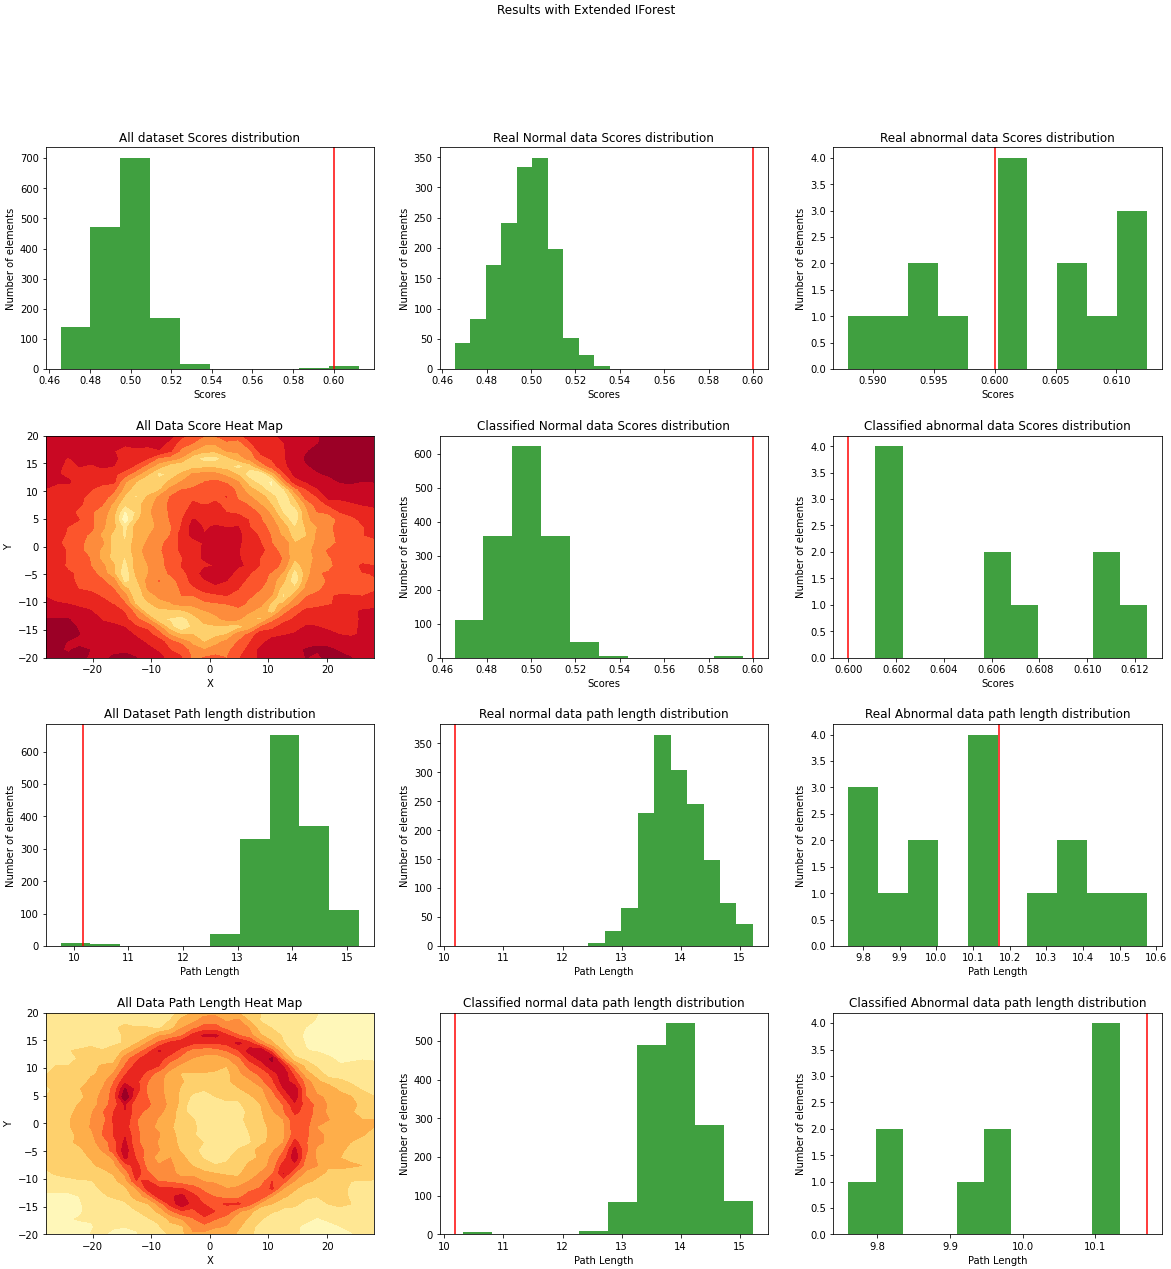 Results with Extended IForest
All dataset Scores distribution
Number of elements
700
600
500
400
300
200
100
0
0.46 0.48 0.50 0.52 0.54 0.56 0.58 0.60
Scores
Real Normal data Scores distribution
Number of elements
350
300
250
200
150
100
50
0
0.46 0.48 0.50 0.52 0.54 0.56 0.58 0.60
Scores
Real abnormal data Scores distribution
Number of elements
4.0
3.5
3.0
2.5
2.0
1.5
1.0
0.5
0.0
0.590 0.595 0.600 0.605 0.610
Scores
All Data Score Heat Map
Y
20
15
10
5
0
−5
−10
−15
−20
−20 −10 0 10 20
X
Classified Normal data Scores distribution
Number of elements
600
500
400
300
200
100
0
0.46 0.48 0.50 0.52 0.54 0.56 0.58 0.60
Scores
Classified abnormal data Scores distribution
Number of elements
4.0
3.5
3.0
2.5
2.0
1.5
1.0
0.5
0.0
0.600 0.602 0.604 0.606 0.608 0.610 0.612
Scores
All Dataset Path length distribution
Number of elements
600
500
400
300
200
100
0
10 11 12 13 14 15
Path Length
Real normal data path length distribution
Number of elements
350
300
250
200
150
100
50
0
10 11 12 13 14 15
Path Length
Real Abnormal data path length distribution
Number of elements
4.0
3.5
3.0
2.5
2.0
1.5
1.0
0.5
0.0
9.8 9.9 10.0 10.1 10.2 10.3 10.4 10.5 10.6
Path Length
All Data Path Length Heat Map
Y
20
15
10
5
0
−5
−10
−15
−20
−20 −10 0 10 20
X
Classified normal data path length distribution
Number of elements
500
400
300
200
100
0
10 11 12 13 14 15
Path Length
Classified Abnormal data path length distribution
Number of elements
4.0
3.5
3.0
2.5
2.0
1.5
1.0
0.5
0.0
9.8 9.9 10.0 10.1
Path Length